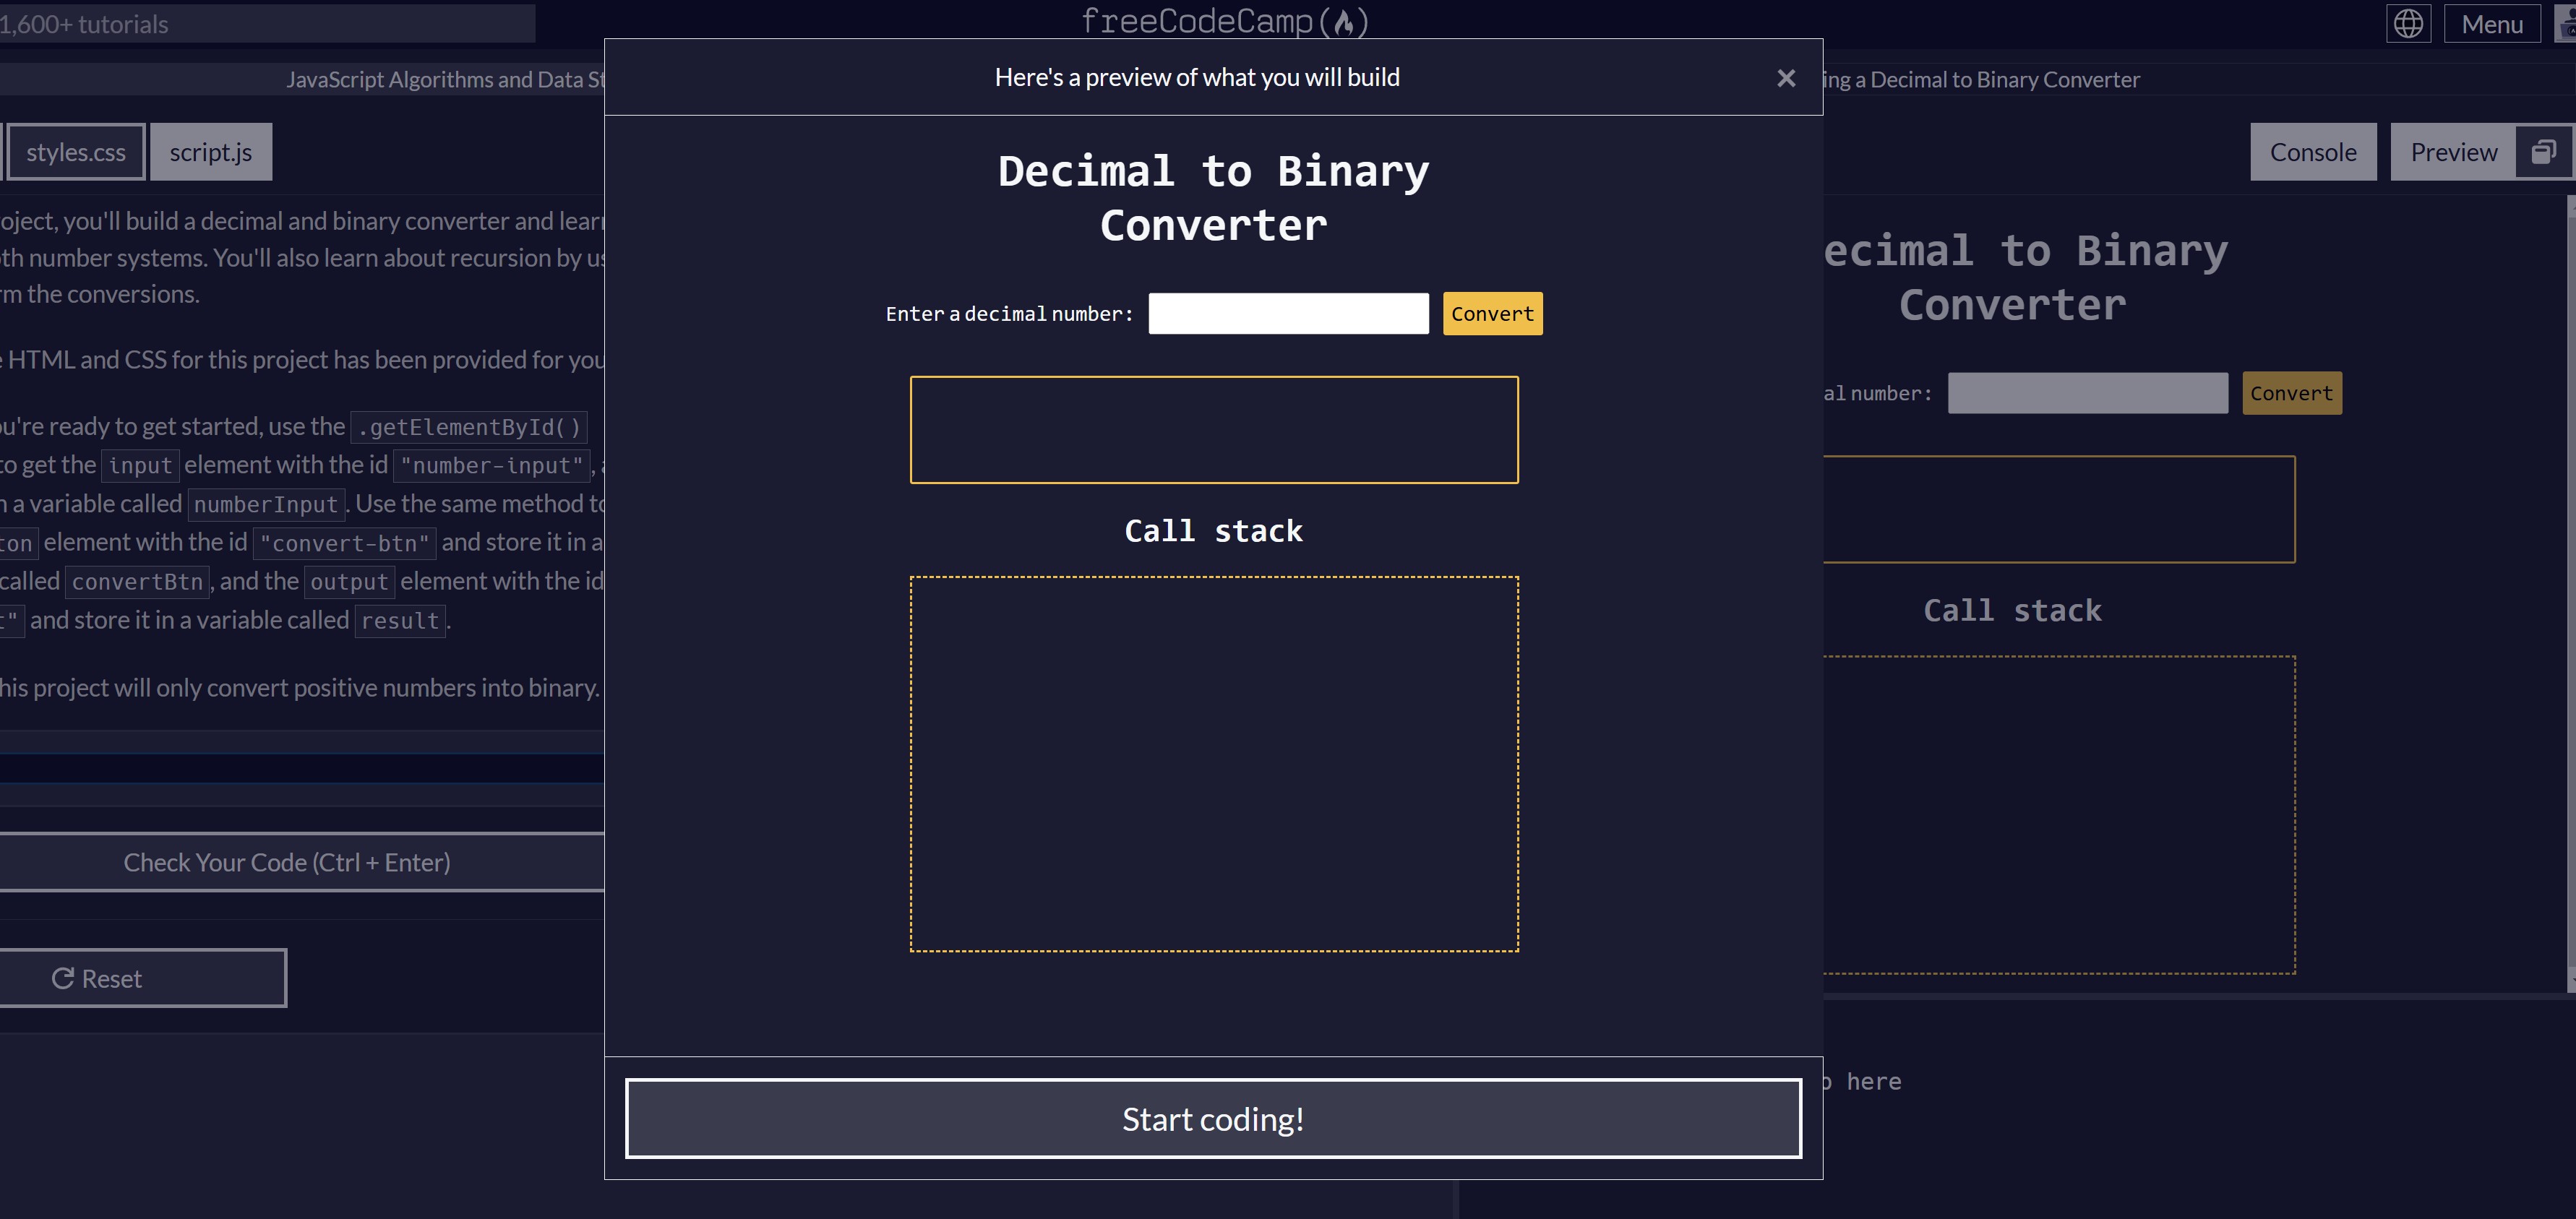 1,600+ tutorials
freeCodeCamp
Menu
JavaScript Algorithms and Data St
Here's a preview of what you will build
ing a Decimal to Binary Converter
styles.css
script.js
Console
Preview
oject, you'll build a decimal and binary converter and learn
th number systems. You'll also learn about recursion by us
rm the conversions.
e HTML and CSS for this project has been provided for you
u're ready to get started, use the .getElementById()
to get the input element with the id "number-input",
n a variable called numberInput. Use the same method to
ton element with the id "convert-btn" and store it in a
called convertBtn, and the output element with the id
t" and store it in a variable called result.
his project will only convert positive numbers into binary.
Check Your Code (Ctrl + Enter)
Reset
Decimal to Binary
Converter
Enter a decimal number:
Convert
Call stack
Start coding!
ecimal to Binary
Converter
al number:
Convert
Call stack
here